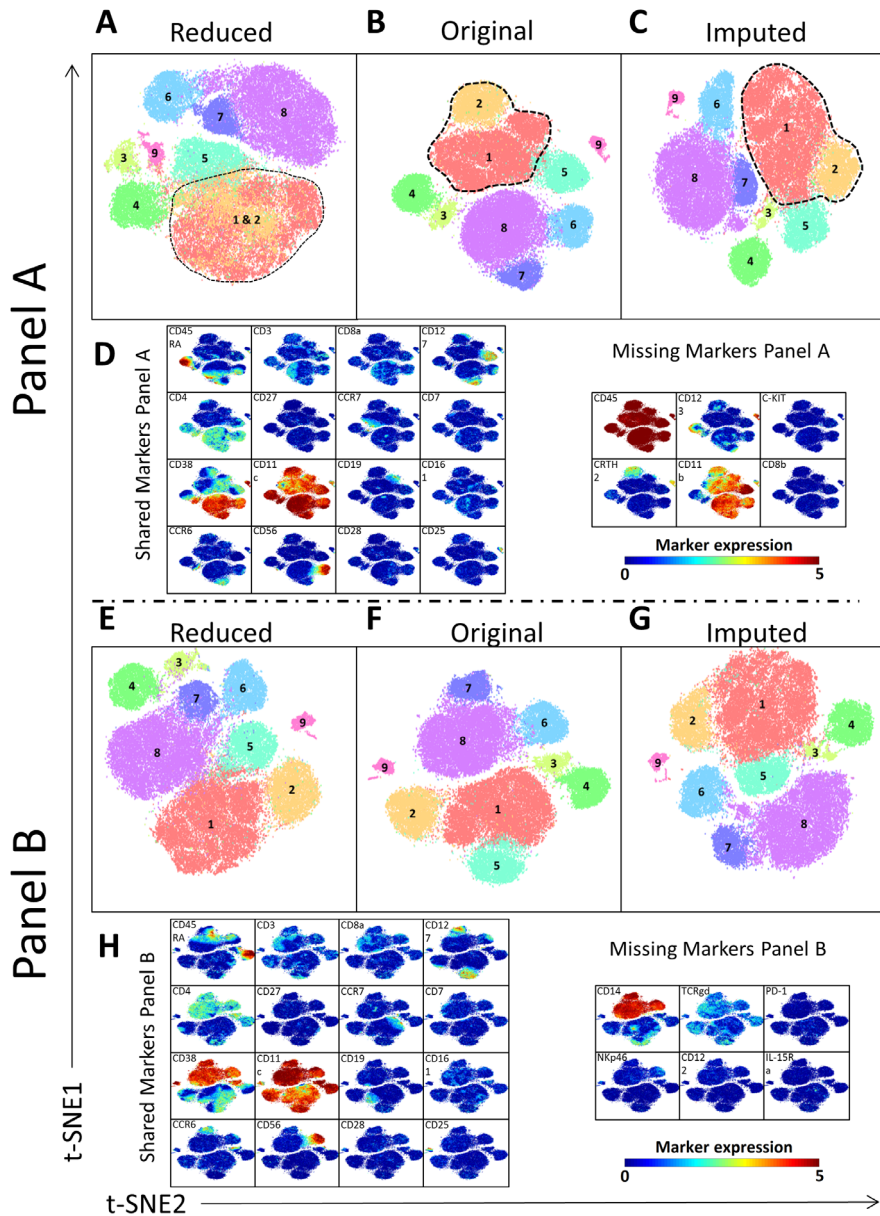 A Reduced
B Original
C Imputed
6
7
8
3
9
5
4
1 & 2
2
1
5
9
4
3
8
6
7
9
6
1
2
8
7
3
5
4
Panel A
D
Shared Markers Panel A
CD45
RA
CD3
CD8a
CD12
7
CD4
CD27
CCR7
CD7
CD38
CD11
c
CD19
CD16
1
CCR6
CD56
CD28
CD25
Missing Markers Panel A
CD45
CD12
3
C-KIT
CRTH
2
CD11
b
CD8b
Marker expression
0
5
E Reduced
F Original
G Imputed
3
4
7
6
9
8
5
2
1
7
6
8
9
3
4
2
1
5
1
2
4
3
9
5
6
8
7
Panel B
H
Shared Markers Panel B
CD45
RA
CD3
CD8a
CD12
7
CD4
CD27
CCR7
CD7
CD38
CD11
c
CD19
CD16
1
CCR6
CD56
CD28
CD25
Missing Markers Panel B
CD14
TCRgd
PD-1
NKp46
CD12
2
IL-15R
a
Marker expression
0
5
t-SNE1
t-SNE2